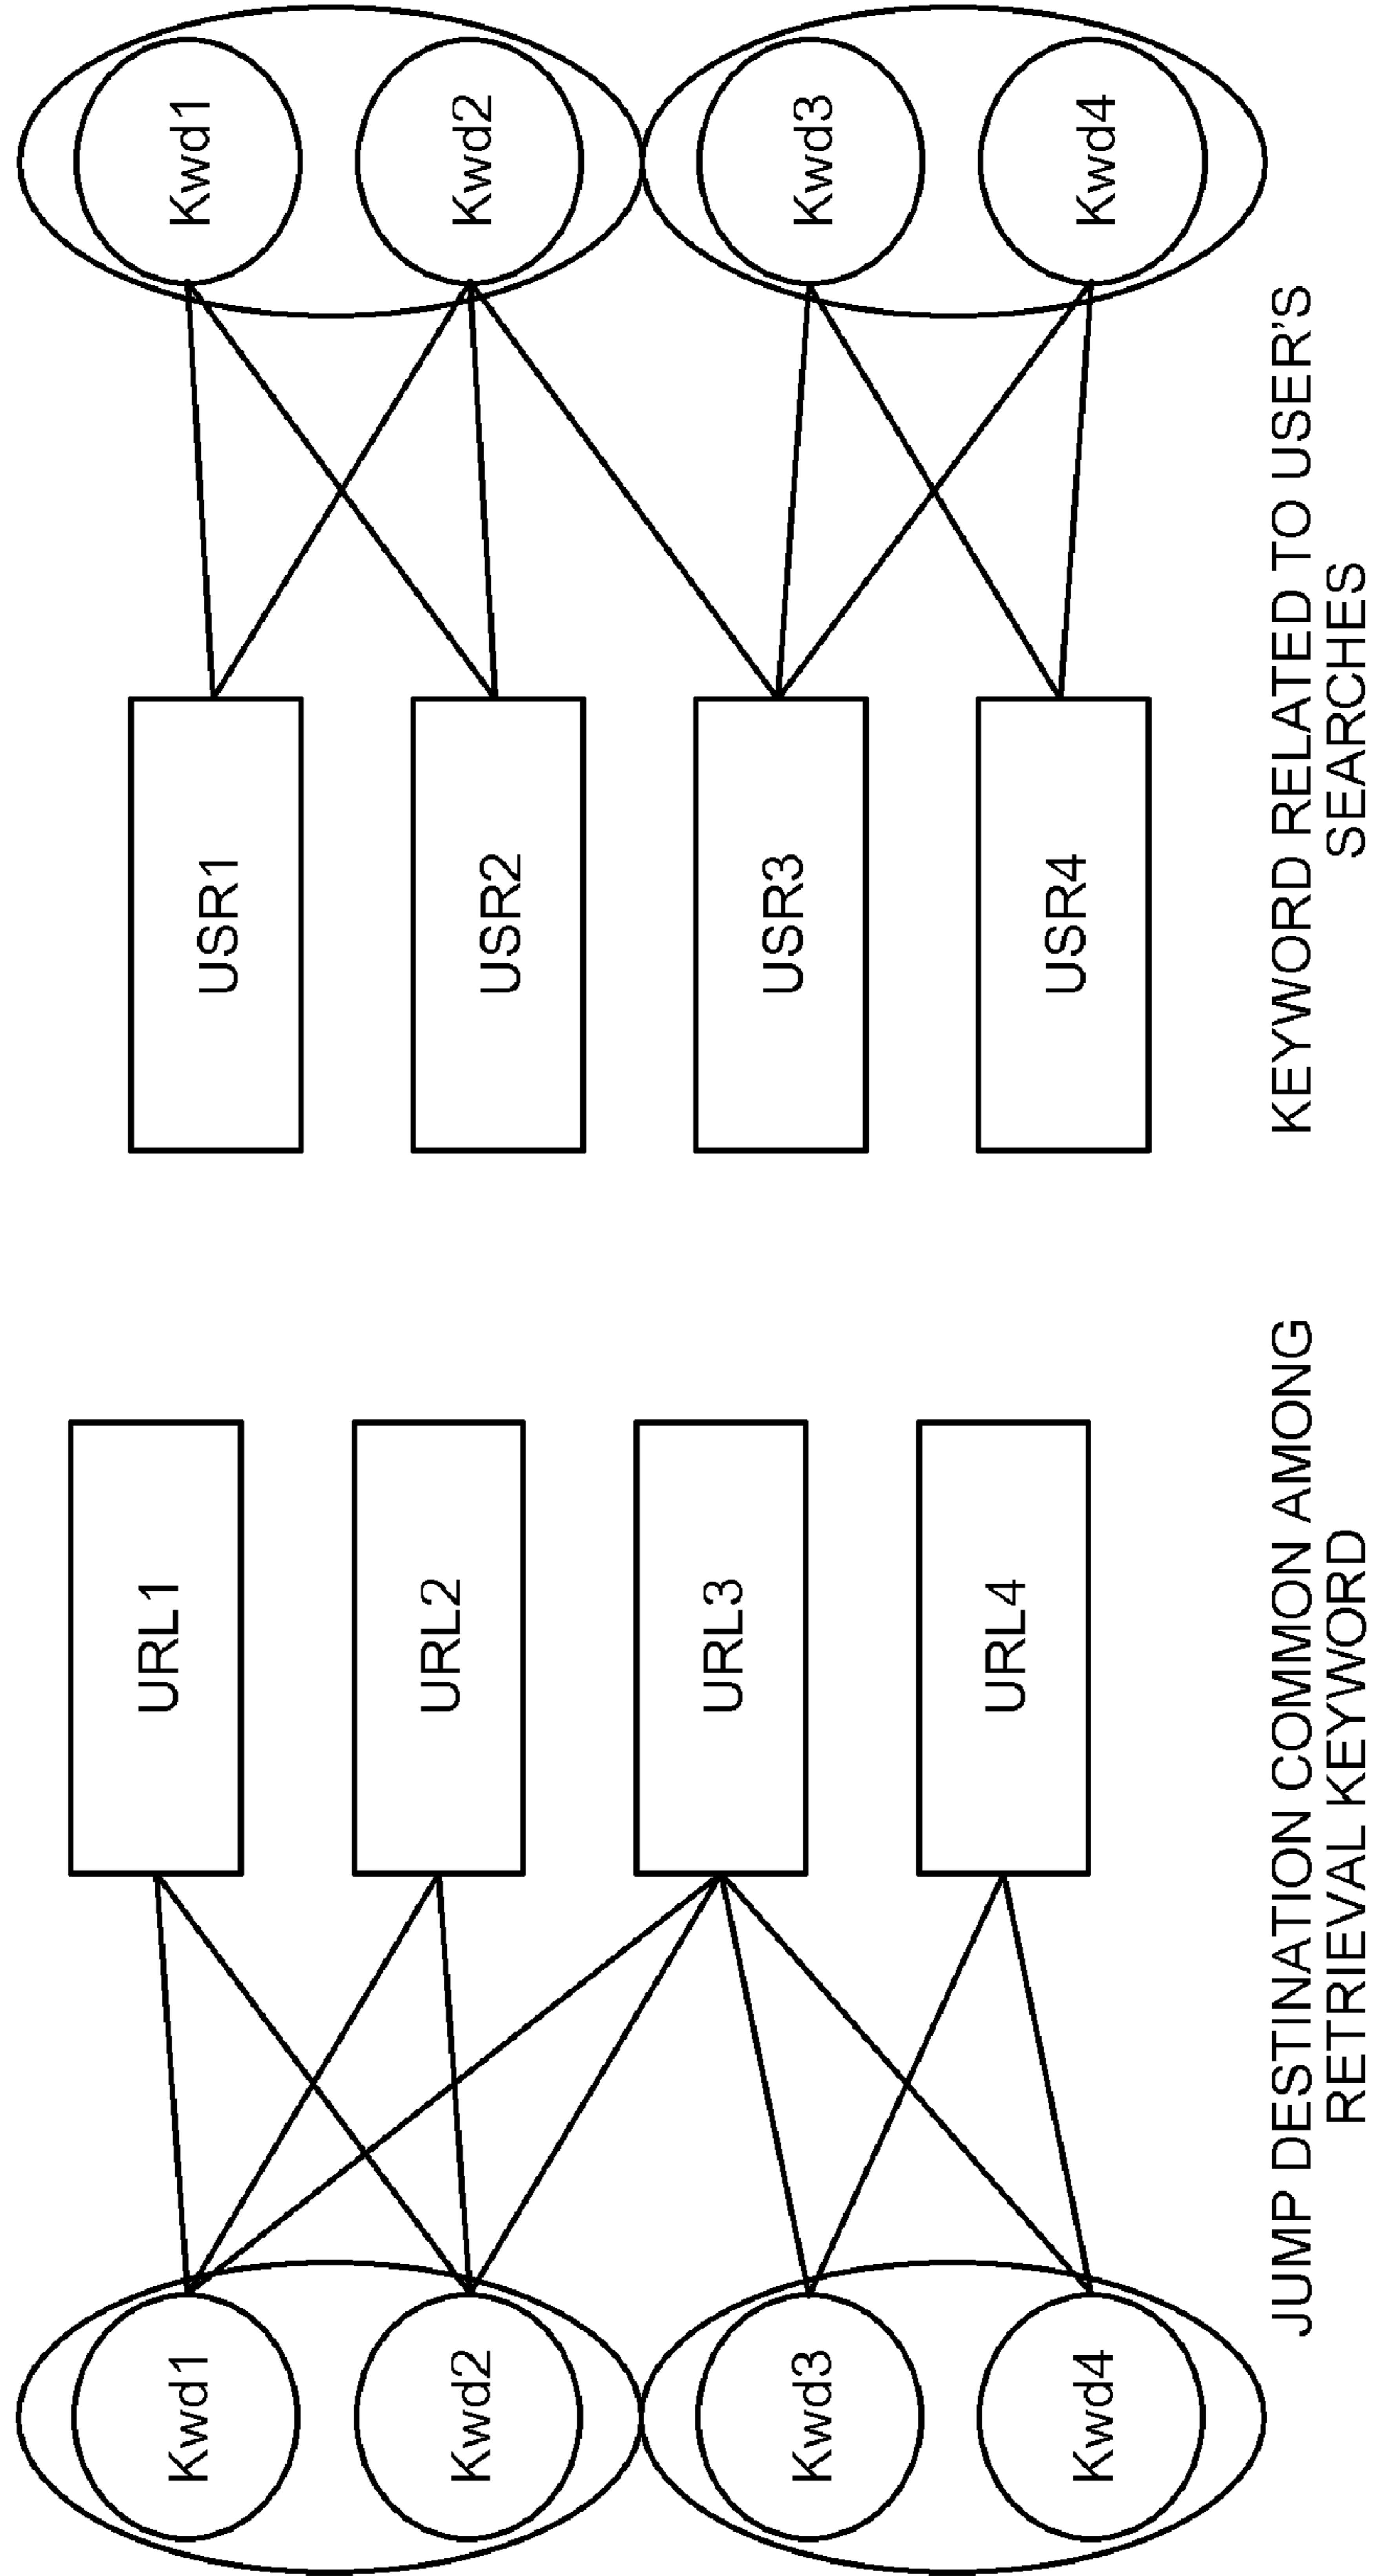 Kwd1
Kwd2
Kwd3
Kwd4
URL1
URL2
URL3
URL4
JUMP DESTINATION COMMON AMONG
RETRIEVAL KEYWORD
USR1
USR2
USR3
USR4
Kwd1
Kwd2
Kwd3
Kwd4
KEYWORD RELATED TO USER'S
SEARCHES